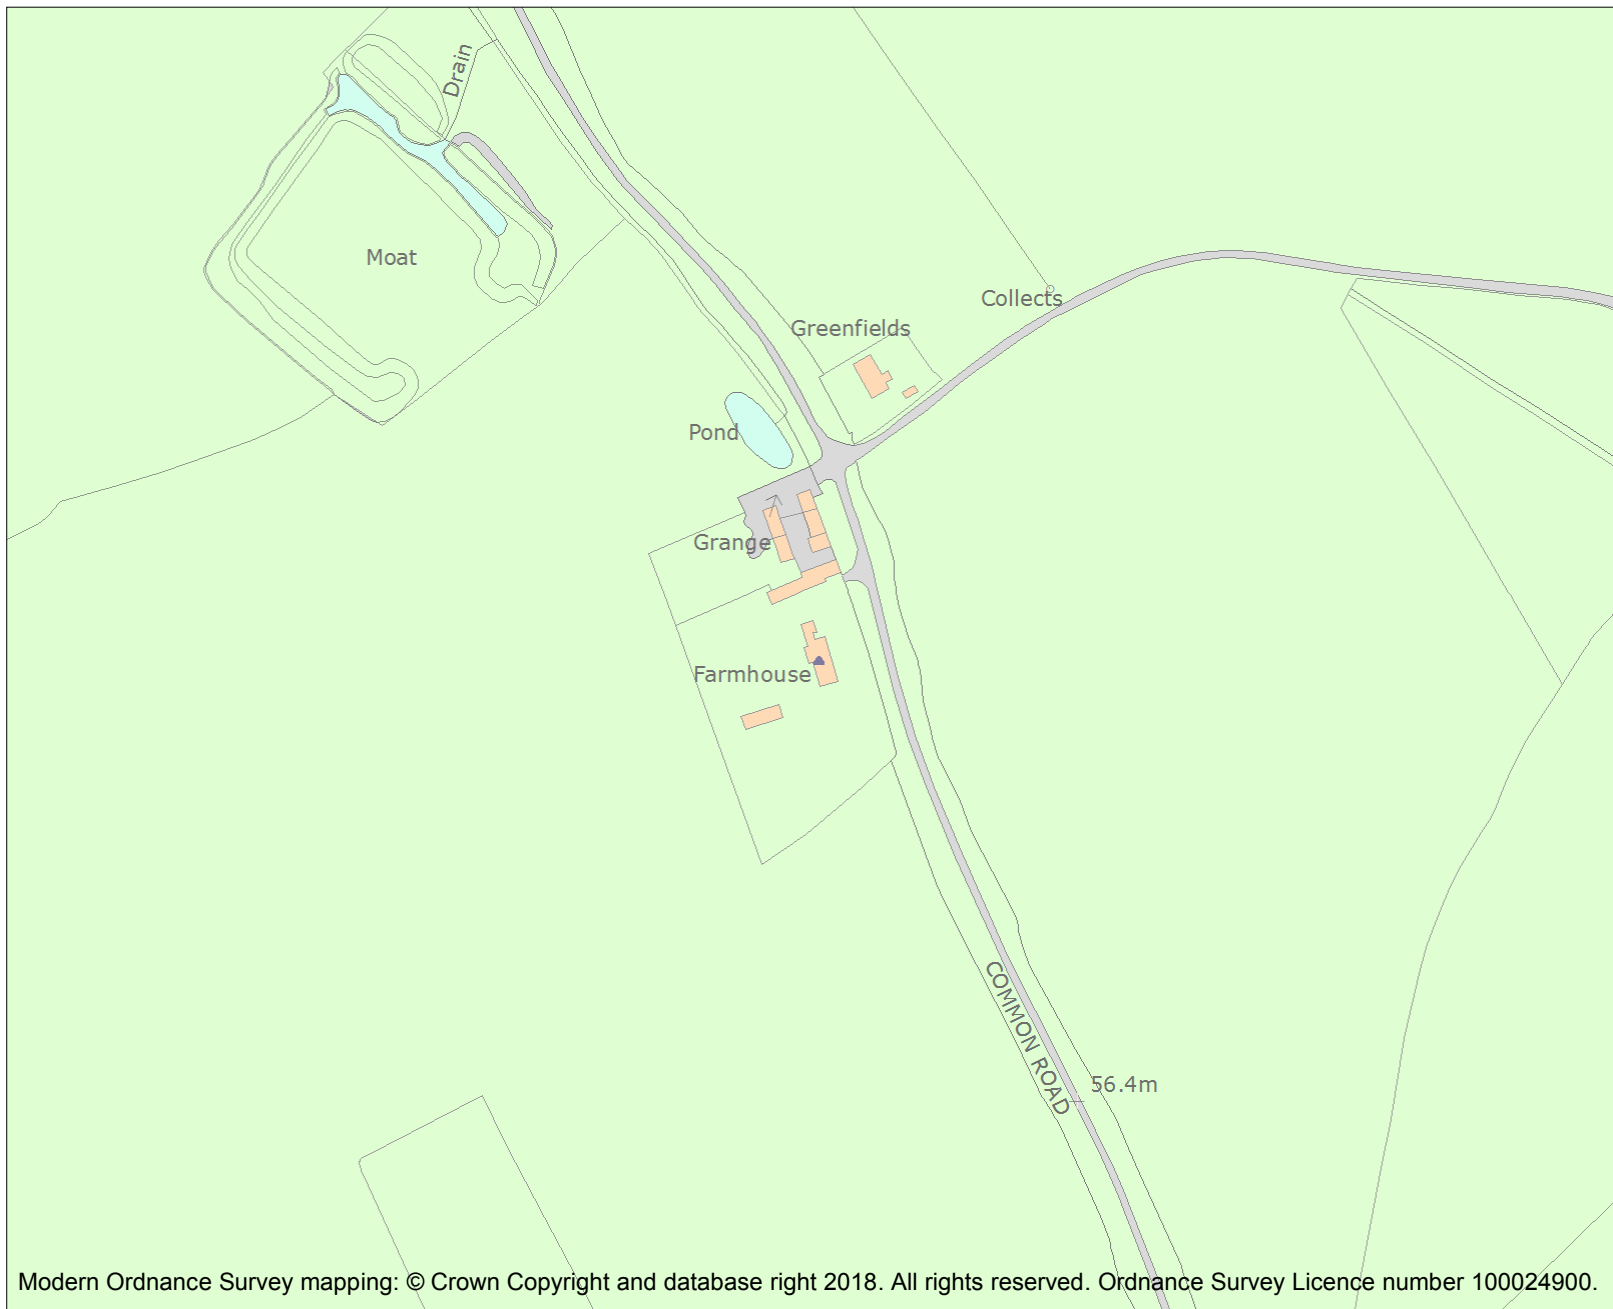 Drain
Moat
Collects
Greenfields
Pond
Grange
Farmhouse
COMMON ROAD
56.4m
Modern Ordnance Survey mapping: © Crown Copyright and database right 2018. All rights reserved. Ordnance Survey Licence number 100024900.